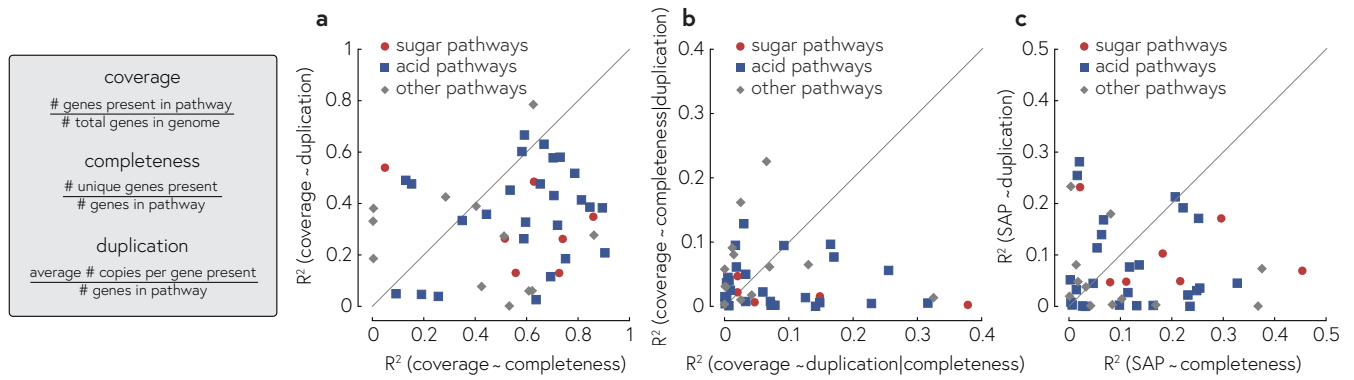 coverage
# genes present in pathway
# total genes in genome
completeness
# unique genes present
# genes in pathway
duplication
average # copies per gene present
# genes in pathway
a
sugar pathways
acid pathways
other pathways
R² (coverage ~ duplication)
1
0.8
0.6
0.4
0.2
0
0 0.2 0.4 0.6 0.8 1
R² (coverage ~ completeness)
b
sugar pathways
acid pathways
other pathways
R² (coverage ~ completeness|duplication)
0.4
0.3
0.2
0.1
0
0 0.1 0.2 0.3 0.4
R² (coverage ~ duplication|completeness)
c
sugar pathways
acid pathways
other pathways
R² (SAP ~ duplication)
0.5
0.4
0.3
0.2
0.1
0
0 0.1 0.2 0.3 0.4 0.5
R² (SAP ~ completeness)